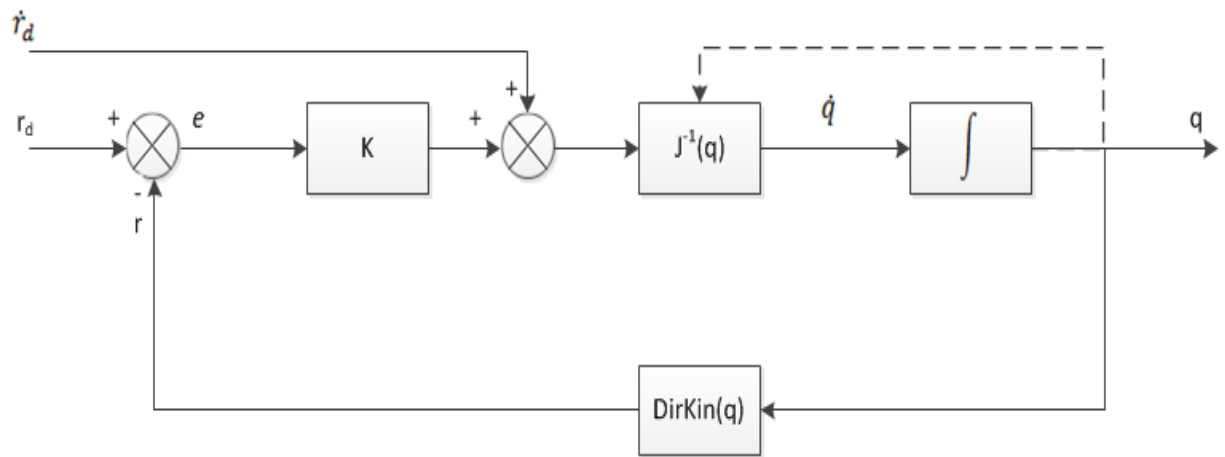 ṙd
rd + e K + + J⁻¹(q) q̇ ∫ q
-
r
DirKin(q)